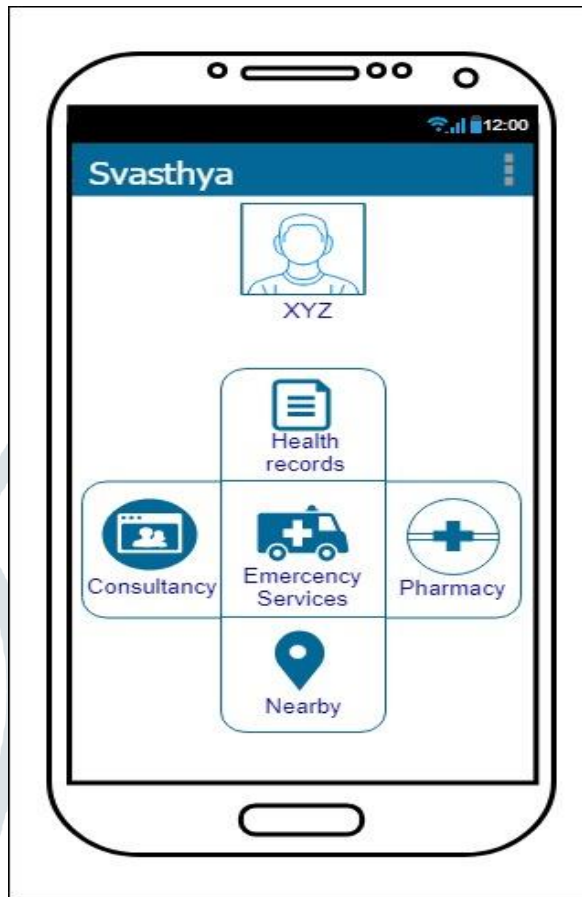 12:00
Svasthya
XYZ
Health
records
Consultancy
Emercency
Services
Pharmacy
Nearby